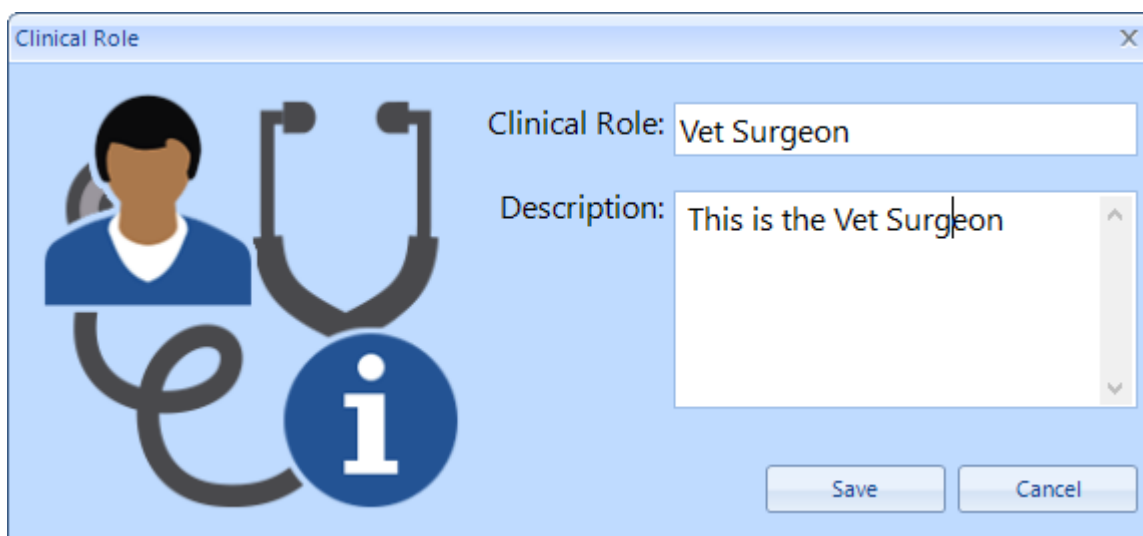 Clinical Role
Clinical Role: Vet Surgeon
Description: This is the Vet Surgeon
i
Save Cancel